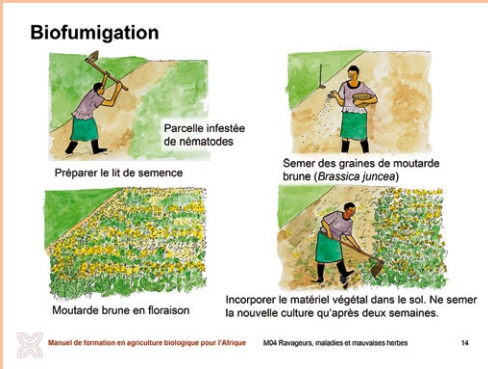 Biofumigation
Parcelle infestée
de nématodes
Préparer le lit de semence
Semer des graines de moutarde
brune (Brassica juncea)
Moutarde brune en floraison
Incorporer le matériel végétal dans le sol. Ne semer
la nouvelle culture qu'après deux semaines.
Manuel de formation en agriculture biologique pour l'Afrique M04 Ravageurs, maladies et mauvaises herbes 14